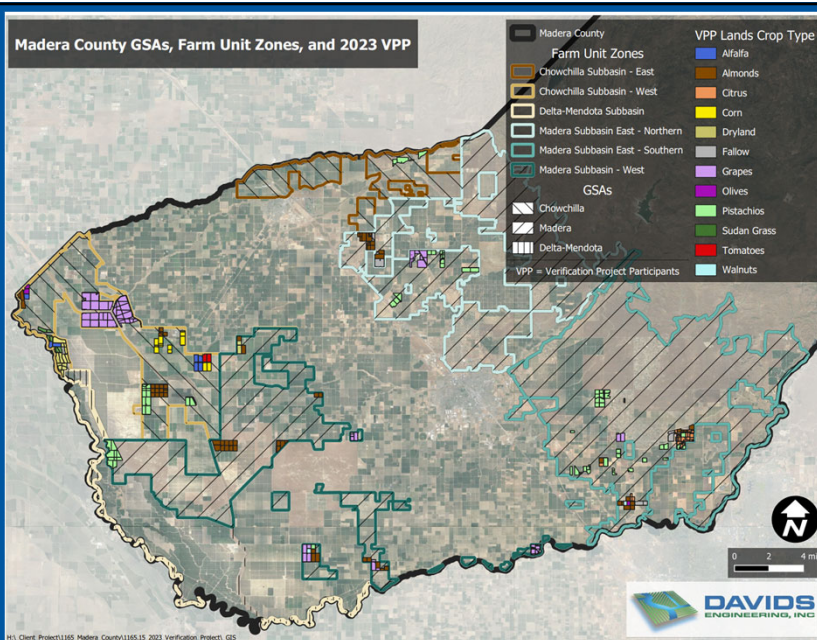 Madera County GSAs, Farm Unit Zones, and 2023 VPP
Madera County
Farm Unit Zones
Chowchilla Subbasin - East
Chowchilla Subbasin - West
Delta-Mendota Subbasin
Madera Subbasin East - Northern
Madera Subbasin East - Southern
Madera Subbasin - West
GSAs
Chowchilla
Madera
Delta-Mendota
VPP = Verification Project Participants
VPP Lands Crop Type
Alfalfa
Almonds
Citrus
Corn
Dryland
Fallow
Grapes
Olives
Pistachios
Sudan Grass
Tomatoes
Walnuts
N
0 2 4 mi
DAVIDS
ENGINEERING, INC
H:\ Client Project\1165 Madera County\1165.15 2023 Verification Project\ GIS